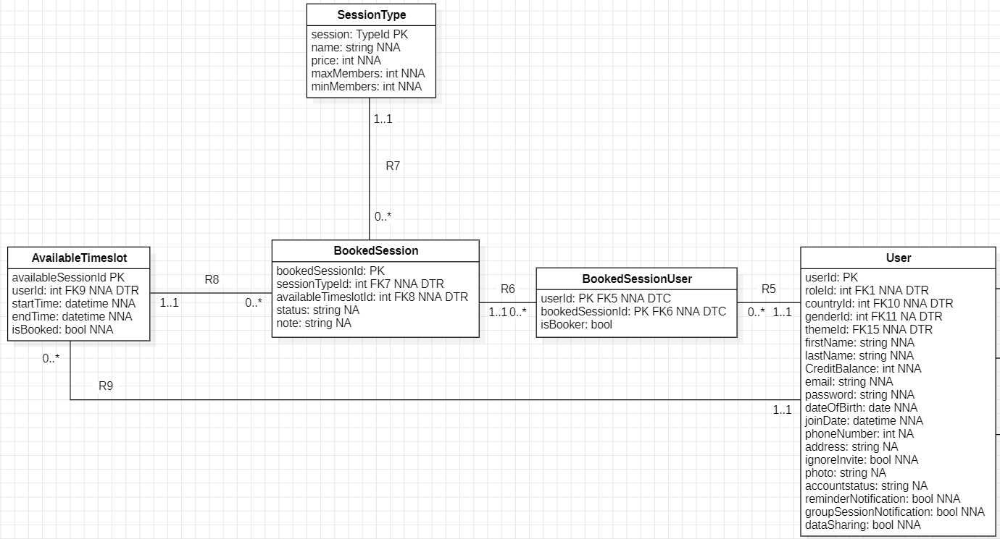 SessionType
session: TypeId PK
name: string NNA
price: int NNA
maxMembers: int NNA
minMembers: int NNA
1..1
R7
0..*
AvailableTimeslot
availableSessionId PK
userId: int FK9 NNA DTR
startTime: datetime NNA
endTime: datetime NNA
isBooked: bool NNA
R8
1..1
0..*
BookedSession
bookedSessionId: PK
sessionTypeId: int FK7 NNA DTR
availableTimeslotId: int FK8 NNA DTR
status: string NA
note: string NA
R6
1..1
0..*
BookedSessionUser
userId: PK FK5 NNA DTC
bookedSessionId: PK FK6 NNA DTC
isBooker: bool
R5
0..*
1..1
User
userId: PK
roleId: int FK1 NNA DTR
countryId: int FK10 NNA DTR
genderId: int FK11 NA DTR
themeId: FK15 NNA DTR
firstName: string NNA
lastName: string NNA
CreditBalance: int NNA
email: string NNA
password: string NNA
dateOfBirth: date NNA
joinDate: datetime NNA
phoneNumber: int NA
address: string NA
ignoreInvite: bool NNA
photo: string NA
accountstatus: string NA
reminderNotification: bool NNA
groupSessionNotification: bool NNA
dataSharing: bool NNA
0..*
R9
1..1